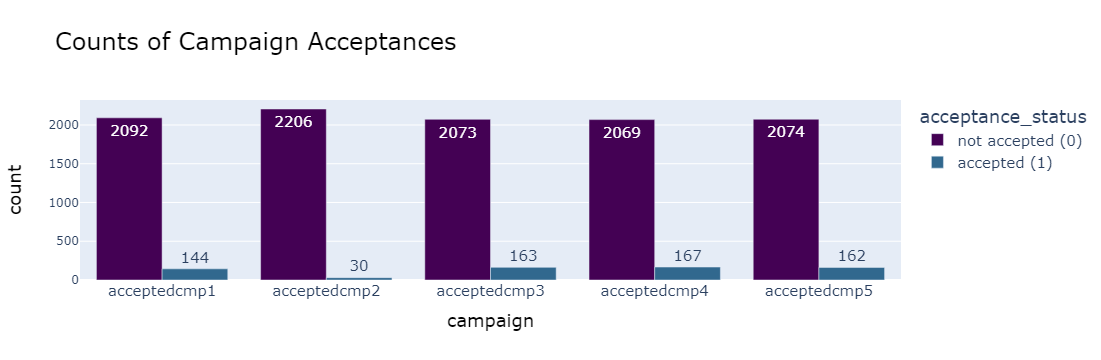 Counts of Campaign Acceptances
count
2000
1500
1000
500
0
2092
144
2206
30
2073
163
2069
167
2074
162
acceptedcmp1
acceptedcmp2
acceptedcmp3
acceptedcmp4
acceptedcmp5
campaign
acceptance_status
not accepted (0)
accepted (1)